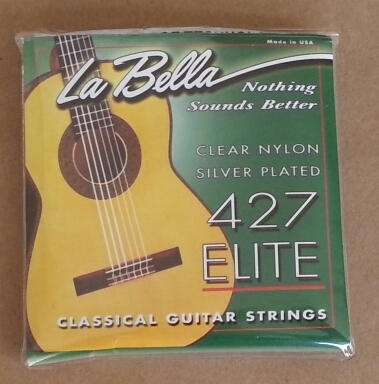 Made in USA
La Bella
Nothing
Sounds Better
CLEAR NYLON
SILVER PLATED
427
ELITE
CLASSICAL GUITAR STRINGS